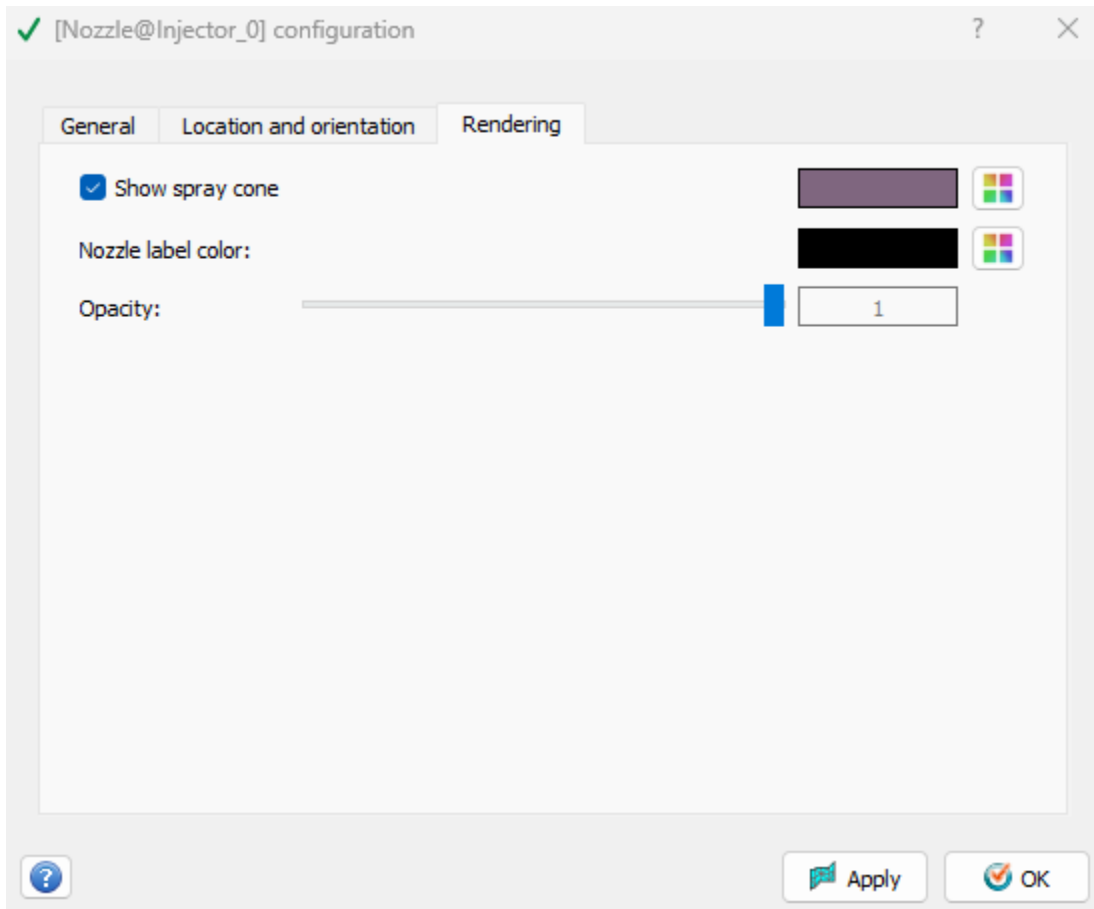 [Nozzle@Injector_0] configuration ?
General Location and orientation Rendering
Show spray cone
Nozzle label color:
Opacity: 1
? Apply OK